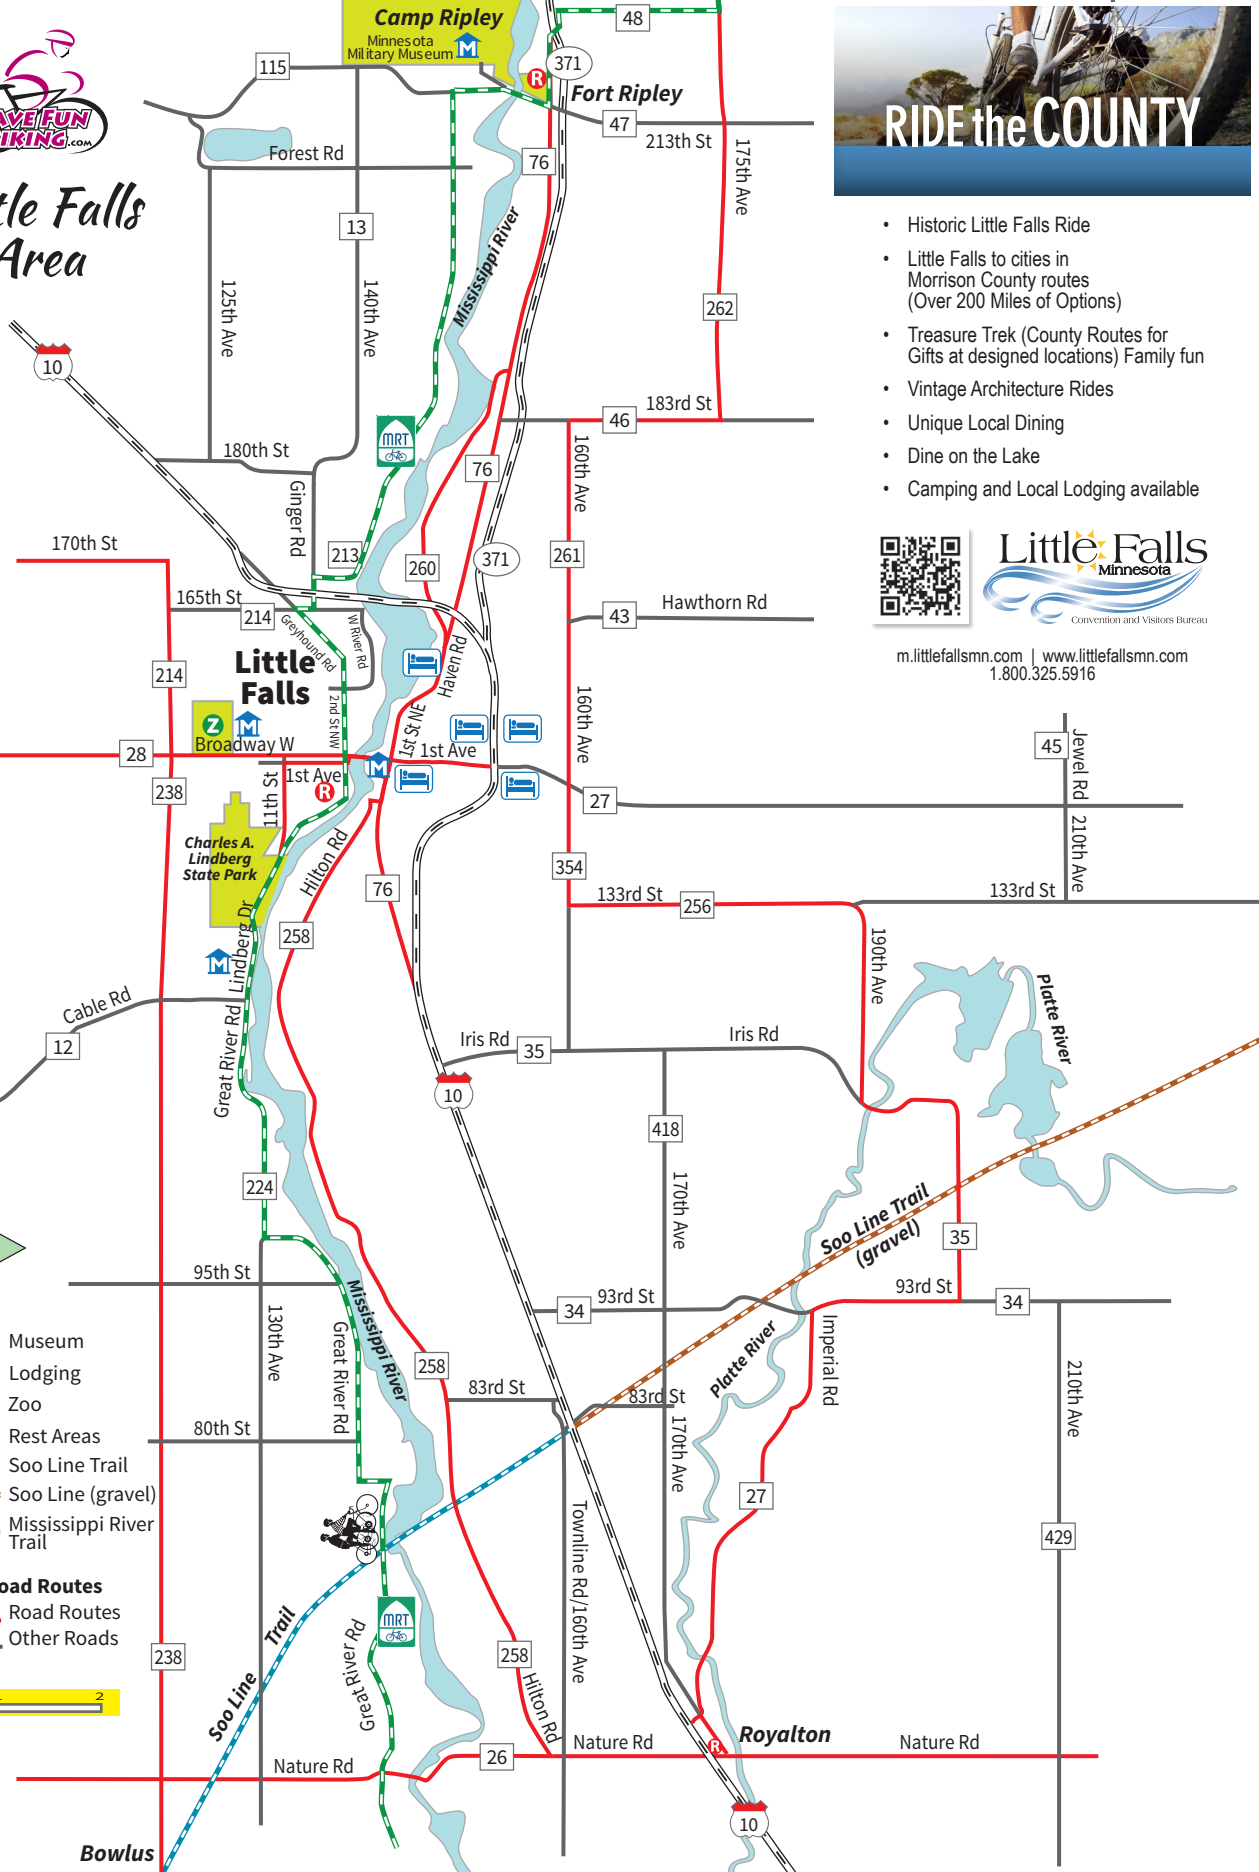 Camp Ripley
Minnesota
Military Museum
M
R
48
371
Fort Ripley
47
213th St
115
Forest Rd
76
175th Ave
13
AVE FUN
IKING.COM
tle Falls
Area
Mississippi River
125th Ave
140th Ave
262
10
183rd St
46
MRT
180th St
76
160th Ave
Ginger Rd
170th St
213
260
371
261
165th St
214
Greyhound Rd
W River Rd
43
Hawthorn Rd
Little
Falls
Haven Rd
214
2nd St NW
1st St NE
160th Ave
Z
M
Broadway W
28
1st Ave
M
1st Ave
11th St
R
238
27
45
Jewel Rd
210th Ave
Charles A.
Lindberg
State Park
Hilton Rd
76
354
133rd St
256
133rd St
Lindberg Dr
258
190th Ave
M
Platte River
Cable Rd
12
Great River Rd
Iris Rd
35
Iris Rd
10
418
224
170th Ave
Soo Line Trail
(gravel)
35
95th St
93rd St
34
93rd St
34
Mississippi River
130th Ave
Great River Rd
258
Platte River
Imperial Rd
210th Ave
83rd St
83rd St
80th St
170th Ave
27
Townline Rd/160th Ave
429
MRT
Trail
Great River Rd
258
238
Soo Line
Hilton Rd
Royalton
R
Nature Rd
26
Nature Rd
Nature Rd
10
Bowlus
Museum
Lodging
Zoo
Rest Areas
Soo Line Trail
Soo Line (gravel)
Mississippi River
Trail
oad Routes
Road Routes
Other Roads
2
RIDE the COUNTY
• Historic Little Falls Ride
• Little Falls to cities in
Morrison County routes
(Over 200 Miles of Options)
• Treasure Trek (County Routes for
Gifts at designed locations) Family fun
• Vintage Architecture Rides
• Unique Local Dining
• Dine on the Lake
• Camping and Local Lodging available
Little Falls
Minnesota
Convention and Visitors Bureau
m.littlefallsmn.com | www.littlefallsmn.com
1.800.325.5916